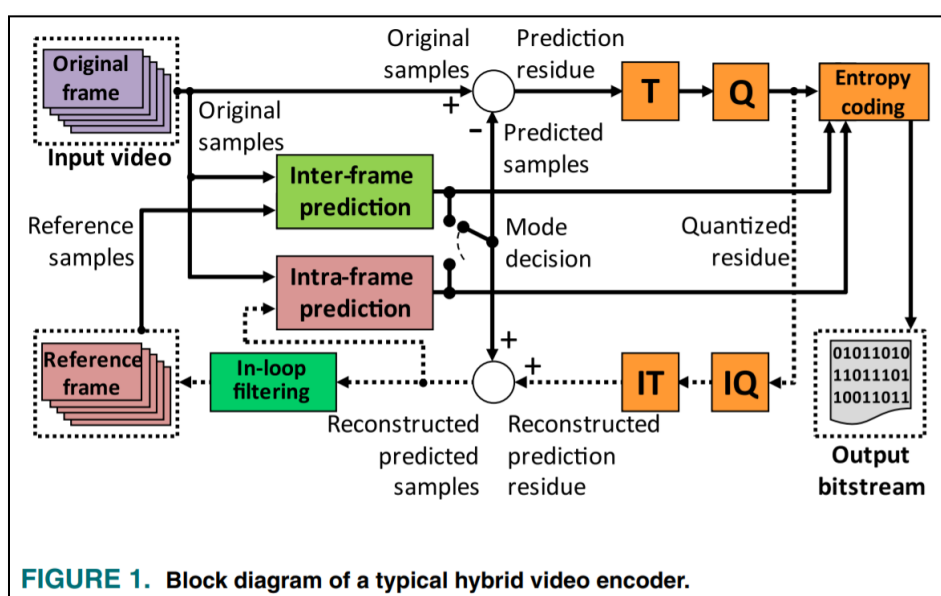 Original
frame
Input video
Original
samples
Prediction
residue
+
-
T
Q
Entropy
coding
Original
samples
Predicted
samples
Inter-frame
prediction
Reference
samples
Mode
decision
Quantized
residue
Intra-frame
prediction
+
+
Reference
frame
In-loop
filtering
IT
IQ
01011010
11011101
10011011
Reconstructed
predicted
samples
Reconstructed
prediction
residue
Output
bitstream
FIGURE 1. Block diagram of a typical hybrid video encoder.